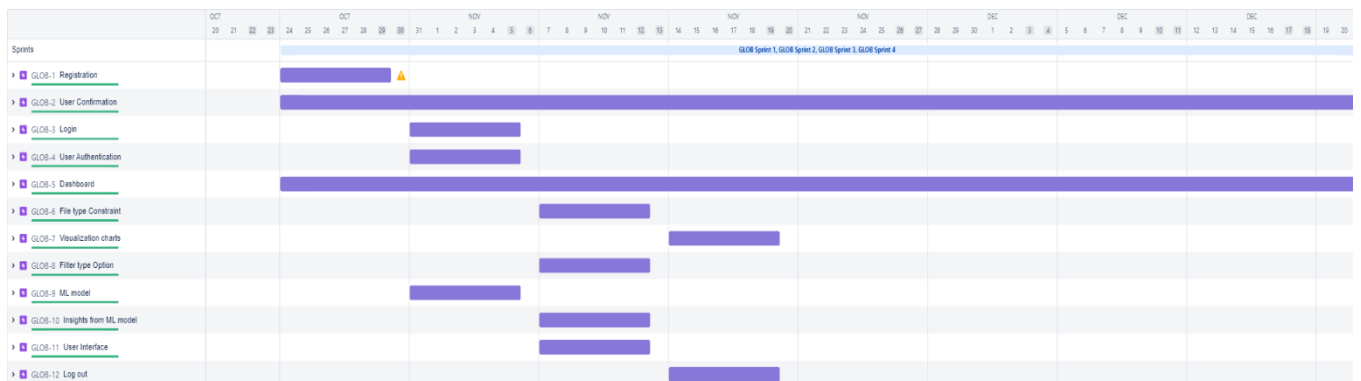 OCT OCT NOV NOV NOV NOV DEC DEC DEC
20 21 22 23 24 25 26 27 28 29 30 31 1 2 3 4 5 6 7 8 9 10 11 12 13 14 15 16 17 18 19 20 21 22 23 24 25 26 27 28 29 30 1 2 3 4 5 6 7 8 9 10 11 12 13 14 15 16 17 18 19 20
Sprints GLOB Sprint 1, GLOB Sprint 2, GLOB Sprint 3, GLOB Sprint 4
GLOB-1 Registration
GLOB-2 User Confirmation
GLOB-3 Login
GLOB-4 User Authentication
GLOB-5 Dashboard
GLOB-6 File type Constraint
GLOB-7 Visualization charts
GLOB-8 Filter type Option
GLOB-9 ML model
GLOB-10 Insights from ML model
GLOB-11 User Interface
GLOB-12 Log out